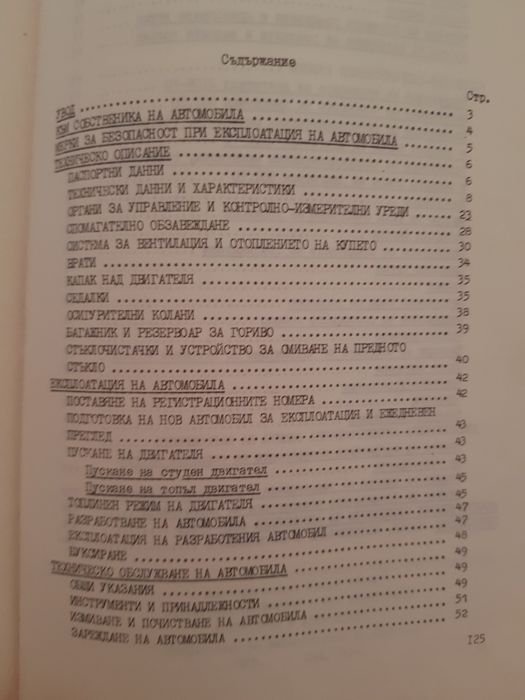 Съдържание
Стр.
УВОД ........ 3
КЪМ СОБСТВЕНИКА НА АВТОМОБИЛА ........ 4
МЕРКИ ЗА БЕЗОПАСНОСТ ПРИ ЕКСПЛОАТАЦИЯ НА АВТОМОБИЛА ........ 5
ТЕХНИЧЕСКО ОПИСАНИЕ ........ 6
ПАСПОРТНИ ДАННИ ........ 6
ТЕХНИЧЕСКИ ДАННИ И ХАРАКТЕРИСТИКИ ........ 8
ОРГАНИ ЗА УПРАВЛЕНИЕ И КОНТРОЛНО-ИЗМЕРИТЕЛНИ УРЕДИ ........ 23
СПОМАГАТЕЛНО ОБЗАВЕЖДАНЕ ........ 28
СИСТЕМА ЗА ВЕНТИЛАЦИЯ И ОТОПЛЕНИЕТО НА КУПЕТО ........ 30
ВРАТИ ........ 34
КАПАК НАД ДВИГАТЕЛЯ ........ 35
СЕДАЛКИ ........ 35
ОСИГУРИТЕЛНИ КОЛАНИ ........ 38
БАГАЖНИК И РЕЗЕРВОАР ЗА ГОРИВО ........ 39
СТЪКЛОЧИСТАЧКИ И УСТРОЙСТВО ЗА ОМИВАНЕ НА ПРЕДНОТО
СТЪКЛО ........ 40
ЕКСПЛОАТАЦИЯ НА АВТОМОБИЛА ........ 42
ПОСТАВЯНЕ НА РЕГИСТРАЦИОННИТЕ НОМЕРА ........ 42
ПОДГОТОВКА НА НОВ АВТОМОБИЛ ЗА ЕКСПЛОАТАЦИЯ И ЕЖЕДНЕВЕН
ПРЕГЛЕД ........ 43
ПУСКАНЕ НА ДВИГАТЕЛЯ ........ 43
Пускане на студен двигател ........ 43
Пускане на топъл двигател ........ 45
ТОПЛИНЕН РЕЖИМ НА ДВИГАТЕЛЯ ........ 45
РАЗРАБОТВАНЕ НА АВТОМОБИЛА ........ 47
ЕКСПЛОАТАЦИЯ НА РАЗРАБОТЕНИЯ АВТОМОБИЛ ........ 47
БУКСИРАНЕ ........ 48
ТЕХНИЧЕСКО ОБСЛУЖВАНЕ НА АВТОМОБИЛА ........ 49
ОБЩИ УКАЗАНИЯ ........ 49
ИНСТРУМЕНТИ И ПРИНАДЛЕЖНОСТИ ........ 49
ИЗМИВАНЕ И ПОЧИСТВАНЕ НА АВТОМОБИЛА ........ 51
ЗАРЕЖДАНЕ НА АВТОМОБИЛА ........ 52
125